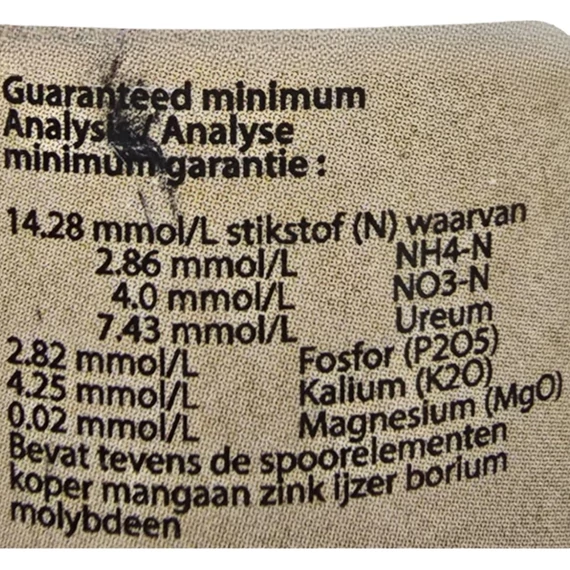 Guaranteed minimum
Analysis / Analyse
minimum garantie :
14.28 mmol/L stikstof (N) waarvan
2.86 mmol/L NH4-N
4.0 mmol/L NO3-N
7.43 mmol/L Ureum
2.82 mmol/L Fosfor (P2O5)
4.25 mmol/L Kalium (K2O)
0.02 mmol/L Magnesium (MgO)
Bevat tevens de spoorelementen
koper mangaan zink ijzer borium
molybdeen